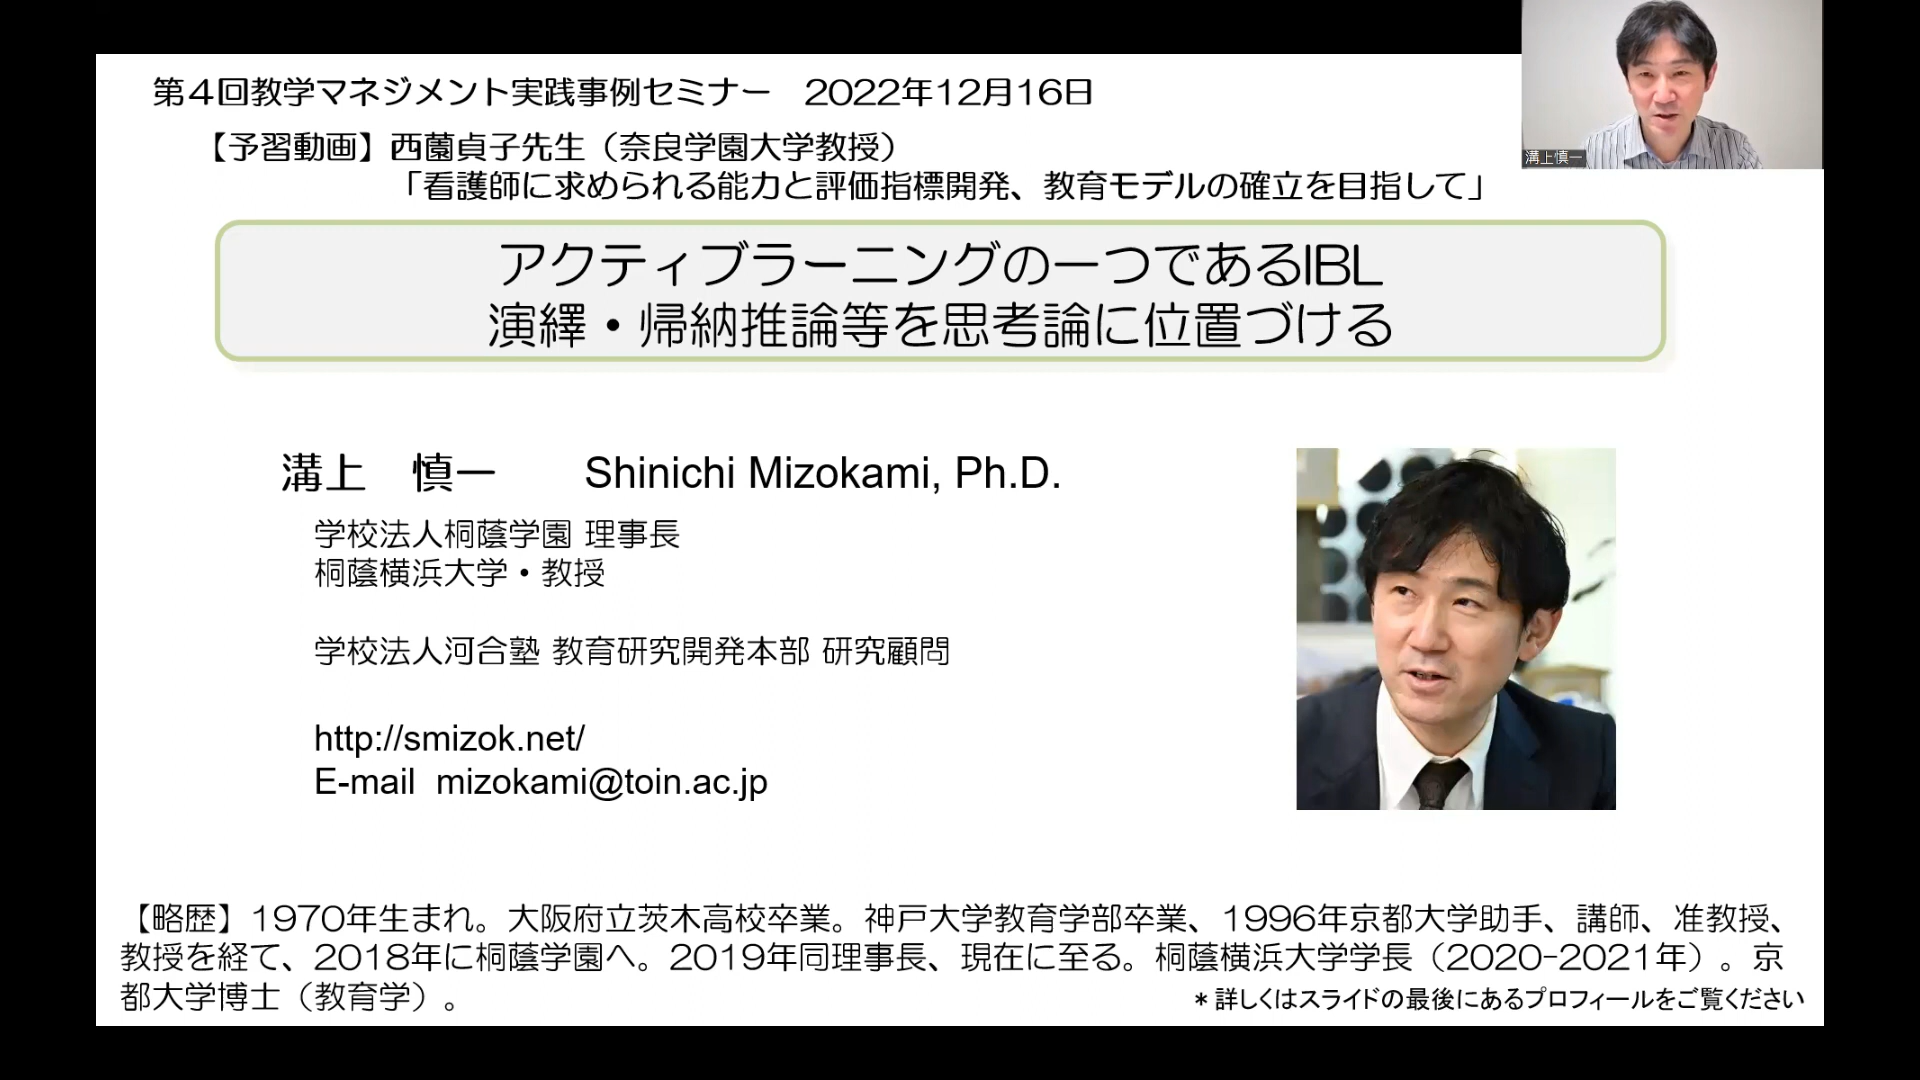 第4回教学マネジメント実践事例セミナー　2022年12月16日
【予習動画】西薗貞子先生（奈良学園大学教授）
「看護師に求められる能力と評価指標開発、教育モデルの確立を目指して」
溝上慎一
アクティブラーニングの一つであるIBL
演繹・帰納推論等を思考論に位置づける
溝上　慎一　　Shinichi Mizokami, Ph.D.
学校法人桐蔭学園 理事長
桐蔭横浜大学・教授
学校法人河合塾 教育研究開発本部 研究顧問
http://smizok.net/
E-mail mizokami@toin.ac.jp
【略歴】1970年生まれ。大阪府立茨木高校卒業。神戸大学教育学部卒業、1996年京都大学助手、講師、准教授、
教授を経て、2018年に桐蔭学園へ。2019年同理事長、現在に至る。桐蔭横浜大学学長（2020-2021年）。京
都大学博士（教育学）。
＊詳しくはスライドの最後にあるプロフィールをご覧ください